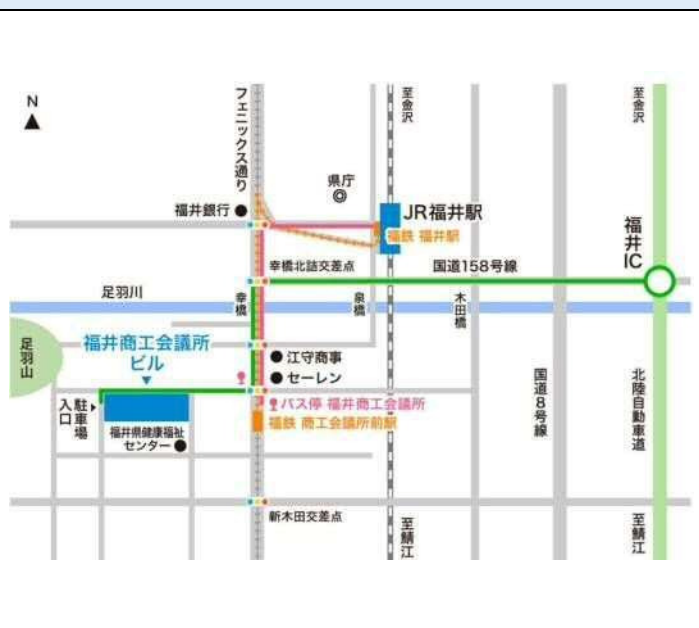 N
フェニックス通り
至金沢
至金沢
県庁
福井銀行
JR福井駅
福鉄 福井駅
福井IC
幸橋北詰交差点
国道158号線
足羽川
幸橋
泉橋
木田橋
足羽山
福井商工会議所
ビル
江守商事
セーレン
バス停 福井商工会議所
福鉄 商工会議所前駅
駐車場
入口
福井県健康福祉
センター
国道8号線
北陸自動車道
新木田交差点
至鯖江
至鯖江